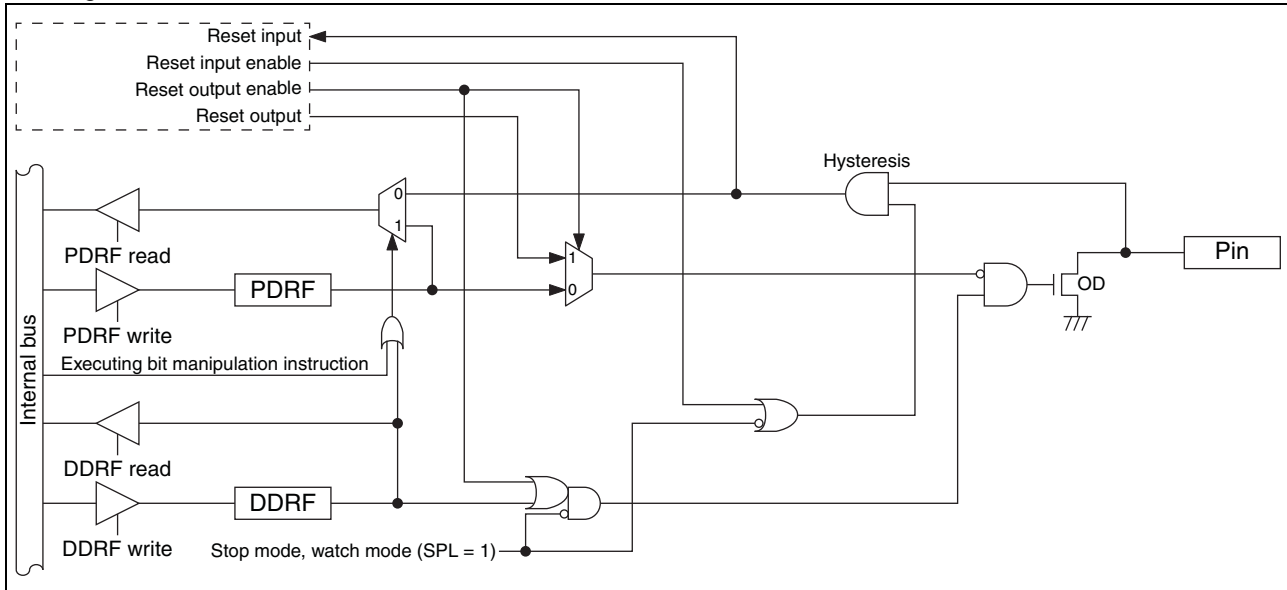 Reset input
Reset input enable
Reset output enable
Reset output
Hysteresis
0
1
PDRF read
1
Pin
OD
PDRF
0
PDRF write
Executing bit manipulation instruction
Internal bus
DDRF read
DDRF
DDRF write
Stop mode, watch mode (SPL = 1)